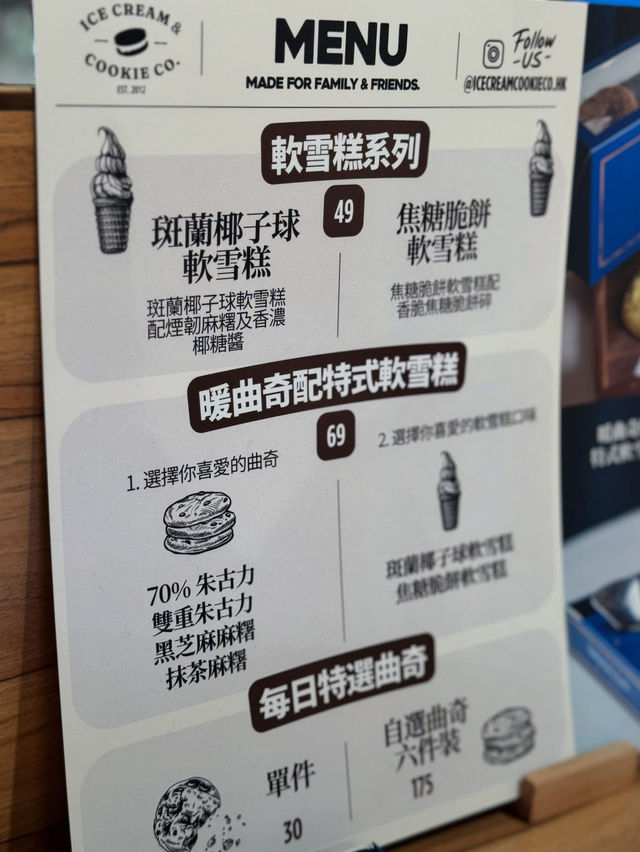 ICE CREAM &
COOKIE CO.
EST. 2012
MENU
MADE FOR FAMILY & FRIENDS.
Follow
-US-
@ICECREAMCOOKIECO.HK
軟雪糕系列
49
斑蘭椰子球
軟雪糕
斑蘭椰子球軟雪糕
配煙韌麻糬及香濃
椰糖醬
焦糖脆餅
軟雪糕
焦糖脆餅軟雪糕配
香脆焦糖脆餅碎
暖曲奇配特式軟雪糕
69
1. 選擇你喜愛的曲奇
70% 朱古力
雙重朱古力
黑芝麻麻糬
抹茶麻糬
2. 選擇你喜愛的軟雪糕口味
斑蘭椰子球軟雪糕
焦糖脆餅軟雪糕
每日特選曲奇
單件
30
自選曲奇
六件裝
175